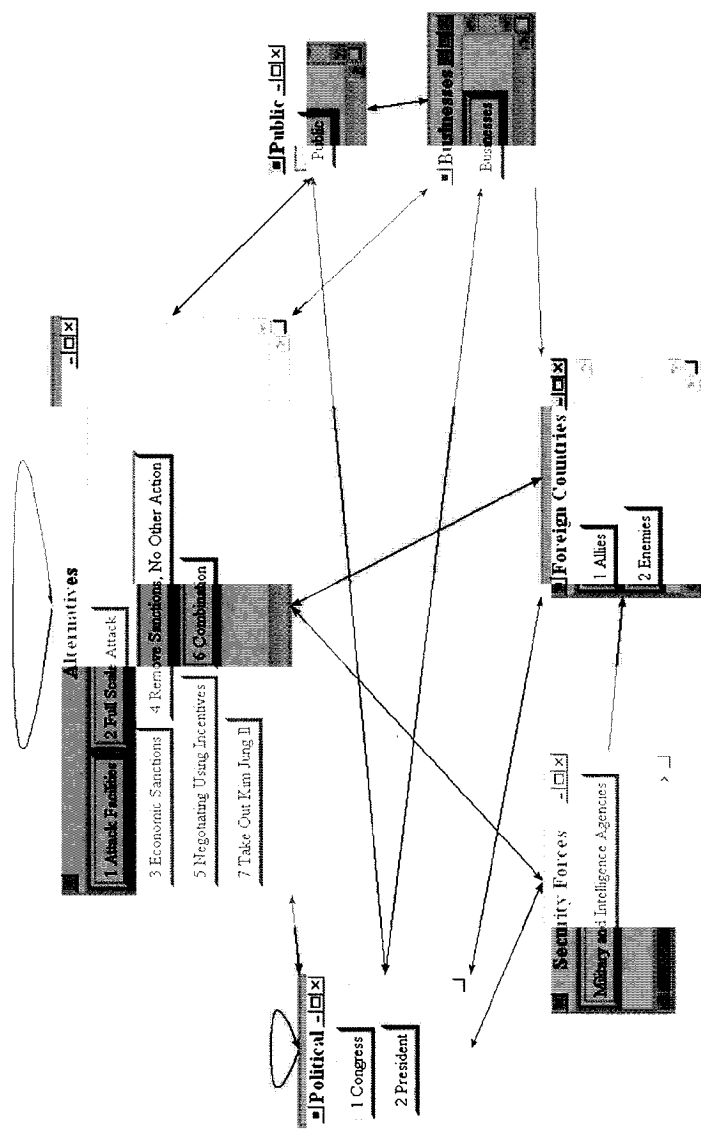 Alternatives
1 Attack Facilities
2 Full Scale Attack
3 Economic Sanctions
4 Remove Sanctions, No Other Action
5 Negotiating Using Incentives
6 Combination
7 Take Out Kim Jung Il
Public
Public
Businesses
Businesses
Political
1 Congress
2 President
Security Forces
Military and Intelligence Agencies
Foreign Countries
1 Allies
2 Enemies